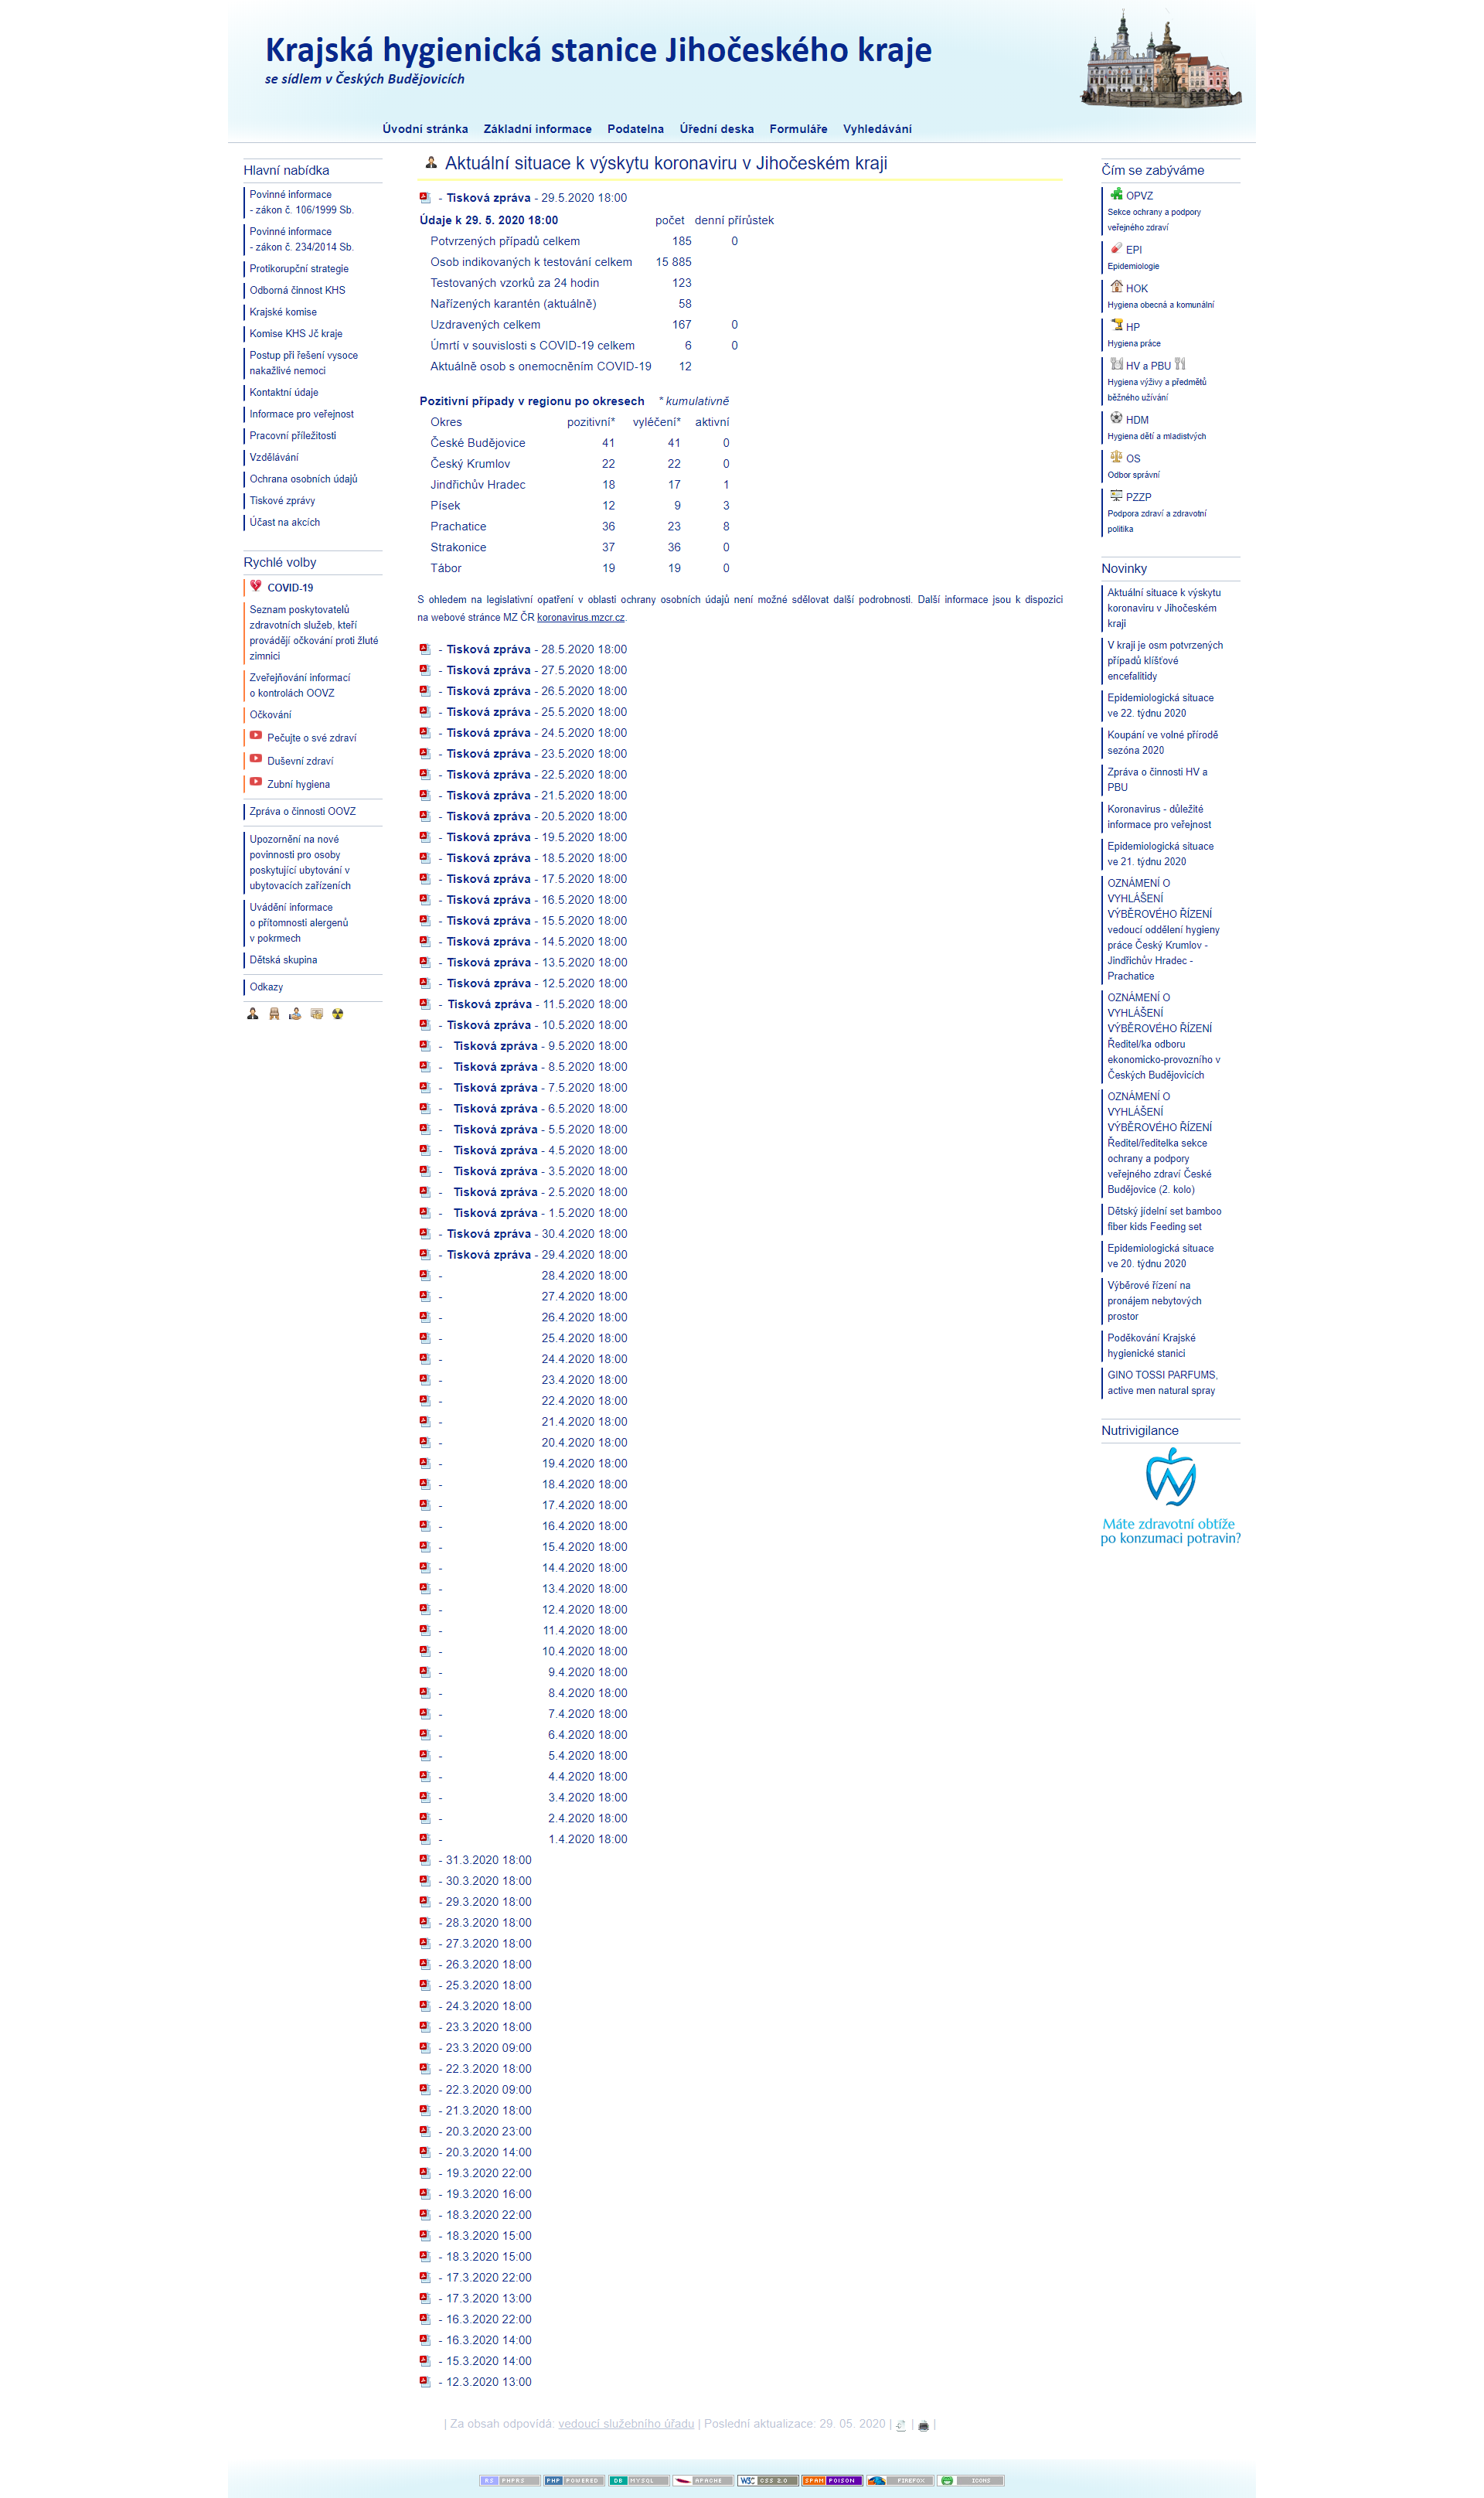 Krajská hygienická stanice Jihočeského kraje
se sídlem v Českých Budějovicích
Úvodní stránka Základní informace Podatelna Úřední deska Formuláře Vyhledávání
Hlavní nabídka
Povinné informace
- zákon č. 106/1999 Sb.
Povinné informace
- zákon č. 234/2014 Sb.
Protikorupční strategie
Odborná činnost KHS
Krajské komise
Komise KHS Jč kraje
Postup při řešení vysoce
nakažlivé nemoci
Kontaktní údaje
Informace pro veřejnost
Pracovní příležitosti
Vzdělávání
Ochrana osobních údajů
Tiskové zprávy
Účast na akcích
Rychlé volby
COVID-19
Seznam poskytovatelů
zdravotních služeb, kteří
provádějí očkování proti žluté
zimnici
Zveřejňování informací
o kontrolách OOVZ
Očkování
Pečujte o své zdraví
Duševní zdraví
Zubní hygiena
Zpráva o činnosti OOVZ
Upozornění na nové
povinnosti pro osoby
poskytující ubytování v
ubytovacích zařízeních
Uvádění informace
o přítomnosti alergenů
v pokrmech
Dětská skupina
Odkazy
Aktuální situace k výskytu koronaviru v Jihočeském kraji
- Tisková zpráva - 29.5.2020 18:00
Údaje k 29. 5. 2020 18:00 počet denní přírůstek
Potvrzených případů celkem 185 0
Osob indikovaných k testování celkem 15 885
Testovaných vzorků za 24 hodin 123
Nařízených karantén (aktuálně) 58
Uzdravených celkem 167 0
Úmrtí v souvislosti s COVID-19 celkem 6 0
Aktuálně osob s onemocněním COVID-19 12
Pozitivní případy v regionu po okresech * kumulativně
Okres pozitivní* vyléčení* aktivní
České Budějovice 41 41 0
Český Krumlov 22 22 0
Jindřichův Hradec 18 17 1
Písek 12 9 3
Prachatice 36 23 8
Strakonice 37 36 0
Tábor 19 19 0
S ohledem na legislativní opatření v oblasti ochrany osobních údajů není možné sdělovat další podrobnosti. Další informace jsou k dispozici
na webové stránce MZ ČR koronavirus.mzcr.cz.
- Tisková zpráva - 28.5.2020 18:00
- Tisková zpráva - 27.5.2020 18:00
- Tisková zpráva - 26.5.2020 18:00
- Tisková zpráva - 25.5.2020 18:00
- Tisková zpráva - 24.5.2020 18:00
- Tisková zpráva - 23.5.2020 18:00
- Tisková zpráva - 22.5.2020 18:00
- Tisková zpráva - 21.5.2020 18:00
- Tisková zpráva - 20.5.2020 18:00
- Tisková zpráva - 19.5.2020 18:00
- Tisková zpráva - 18.5.2020 18:00
- Tisková zpráva - 17.5.2020 18:00
- Tisková zpráva - 16.5.2020 18:00
- Tisková zpráva - 15.5.2020 18:00
- Tisková zpráva - 14.5.2020 18:00
- Tisková zpráva - 13.5.2020 18:00
- Tisková zpráva - 12.5.2020 18:00
- Tisková zpráva - 11.5.2020 18:00
- Tisková zpráva - 10.5.2020 18:00
- Tisková zpráva - 9.5.2020 18:00
- Tisková zpráva - 8.5.2020 18:00
- Tisková zpráva - 7.5.2020 18:00
- Tisková zpráva - 6.5.2020 18:00
- Tisková zpráva - 5.5.2020 18:00
- Tisková zpráva - 4.5.2020 18:00
- Tisková zpráva - 3.5.2020 18:00
- Tisková zpráva - 2.5.2020 18:00
- Tisková zpráva - 1.5.2020 18:00
- Tisková zpráva - 30.4.2020 18:00
- Tisková zpráva - 29.4.2020 18:00
- 28.4.2020 18:00
- 27.4.2020 18:00
- 26.4.2020 18:00
- 25.4.2020 18:00
- 24.4.2020 18:00
- 23.4.2020 18:00
- 22.4.2020 18:00
- 21.4.2020 18:00
- 20.4.2020 18:00
- 19.4.2020 18:00
- 18.4.2020 18:00
- 17.4.2020 18:00
- 16.4.2020 18:00
- 15.4.2020 18:00
- 14.4.2020 18:00
- 13.4.2020 18:00
- 12.4.2020 18:00
- 11.4.2020 18:00
- 10.4.2020 18:00
- 9.4.2020 18:00
- 8.4.2020 18:00
- 7.4.2020 18:00
- 6.4.2020 18:00
- 5.4.2020 18:00
- 4.4.2020 18:00
- 3.4.2020 18:00
- 2.4.2020 18:00
- 1.4.2020 18:00
- 31.3.2020 18:00
- 30.3.2020 18:00
- 29.3.2020 18:00
- 28.3.2020 18:00
- 27.3.2020 18:00
- 26.3.2020 18:00
- 25.3.2020 18:00
- 24.3.2020 18:00
- 23.3.2020 18:00
- 23.3.2020 09:00
- 22.3.2020 18:00
- 22.3.2020 09:00
- 21.3.2020 18:00
- 20.3.2020 23:00
- 20.3.2020 14:00
- 19.3.2020 22:00
- 19.3.2020 16:00
- 18.3.2020 22:00
- 18.3.2020 15:00
- 18.3.2020 15:00
- 17.3.2020 22:00
- 17.3.2020 13:00
- 16.3.2020 22:00
- 16.3.2020 14:00
- 15.3.2020 14:00
- 12.3.2020 13:00
| Za obsah odpovídá: vedoucí služebního úřadu | Poslední aktualizace: 29. 05. 2020 | | |
Čím se zabýváme
OPVZ
Sekce ochrany a podpory
veřejného zdraví
EPI
Epidemiologie
HOK
Hygiena obecná a komunální
HP
Hygiena práce
HV a PBU
Hygiena výživy a předmětů
běžného užívání
HDM
Hygiena dětí a mladistvých
OS
Odbor správní
PZZP
Podpora zdraví a zdravotní
politika
Novinky
Aktuální situace k výskytu
koronaviru v Jihočeském
kraji
V kraji je osm potvrzených
případů klíšťové
encefalitidy
Epidemiologická situace
ve 22. týdnu 2020
Koupání ve volné přírodě
sezóna 2020
Zpráva o činnosti HV a
PBU
Koronavirus - důležité
informace pro veřejnost
Epidemiologická situace
ve 21. týdnu 2020
OZNÁMENÍ O
VYHLÁŠENÍ
VÝBĚROVÉHO ŘÍZENÍ
vedoucí oddělení hygieny
práce Český Krumlov -
Jindřichův Hradec -
Prachatice
OZNÁMENÍ O
VYHLÁŠENÍ
VÝBĚROVÉHO ŘÍZENÍ
Ředitel/ka odboru
ekonomicko-provozního v
Českých Budějovicích
OZNÁMENÍ O
VYHLÁŠENÍ
VÝBĚROVÉHO ŘÍZENÍ
Ředitel/ředitelka sekce
ochrany a podpory
veřejného zdraví České
Budějovice (2. kolo)
Dětský jídelní set bamboo
fiber kids Feeding set
Epidemiologická situace
ve 20. týdnu 2020
Výběrové řízení na
pronájem nebytových
prostor
Poděkování Krajské
hygienické stanici
GINO TOSSI PARFUMS,
active men natural spray
Nutrivigilance
Máte zdravotní obtíže
po konzumaci potravin?
RS PHPRS PHP POWERED DB MYSQL APACHE W3C CSS 2.0 SPAM POISON FIREFOX ICONS